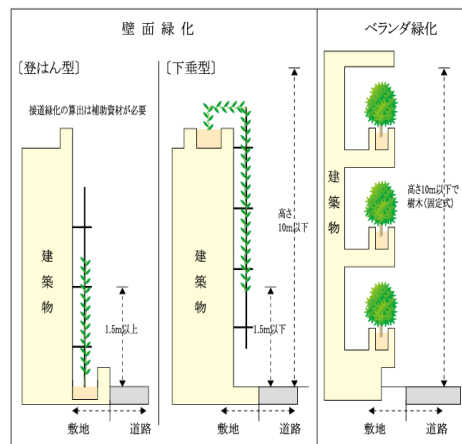 壁面緑化
ベランダ緑化
〔登はん型〕
〔下垂型〕
接道緑化の算出は補助資材が必要
建築物
1.5m以上
敷地
道路
建築物
高さ
10m以下
1.5m以下
敷地
道路
建築物
高さ10m以下で
樹木(固定式)
敷地
道路